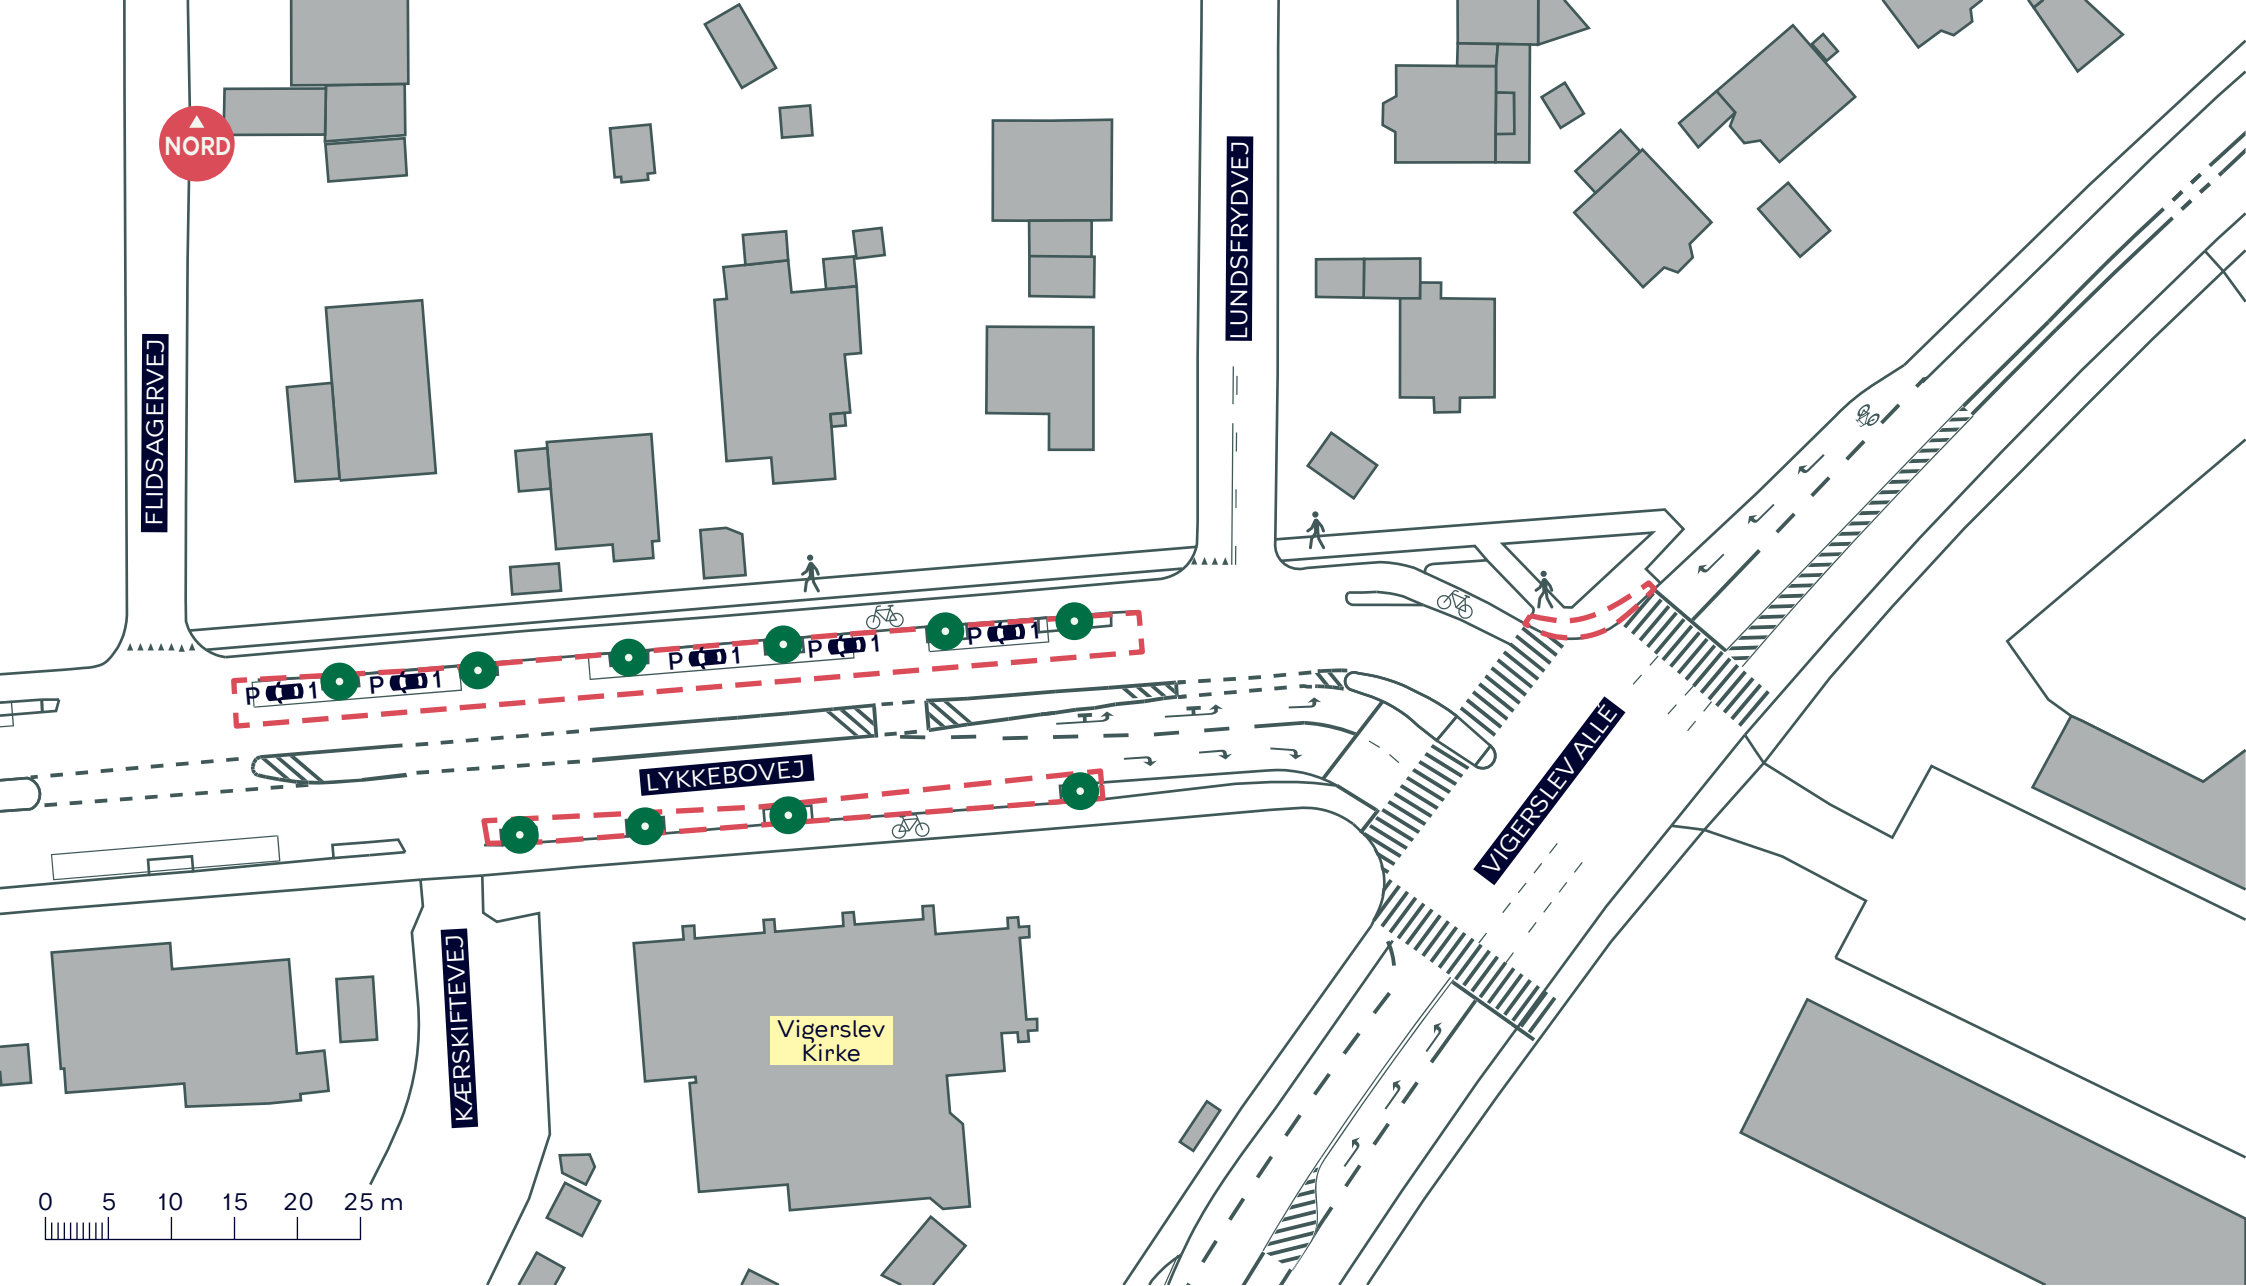 NORD
FLIDSAGERVEJ
LUNDSFRYDVEJ
P 1
P 1
P 1
P 1
P 1
LYKKEBOVEJ
VIGERSLEV ALLÉ
KÆRSKIFTEVEJ
Vigerslev
Kirke
0 5 10 15 20 25 m